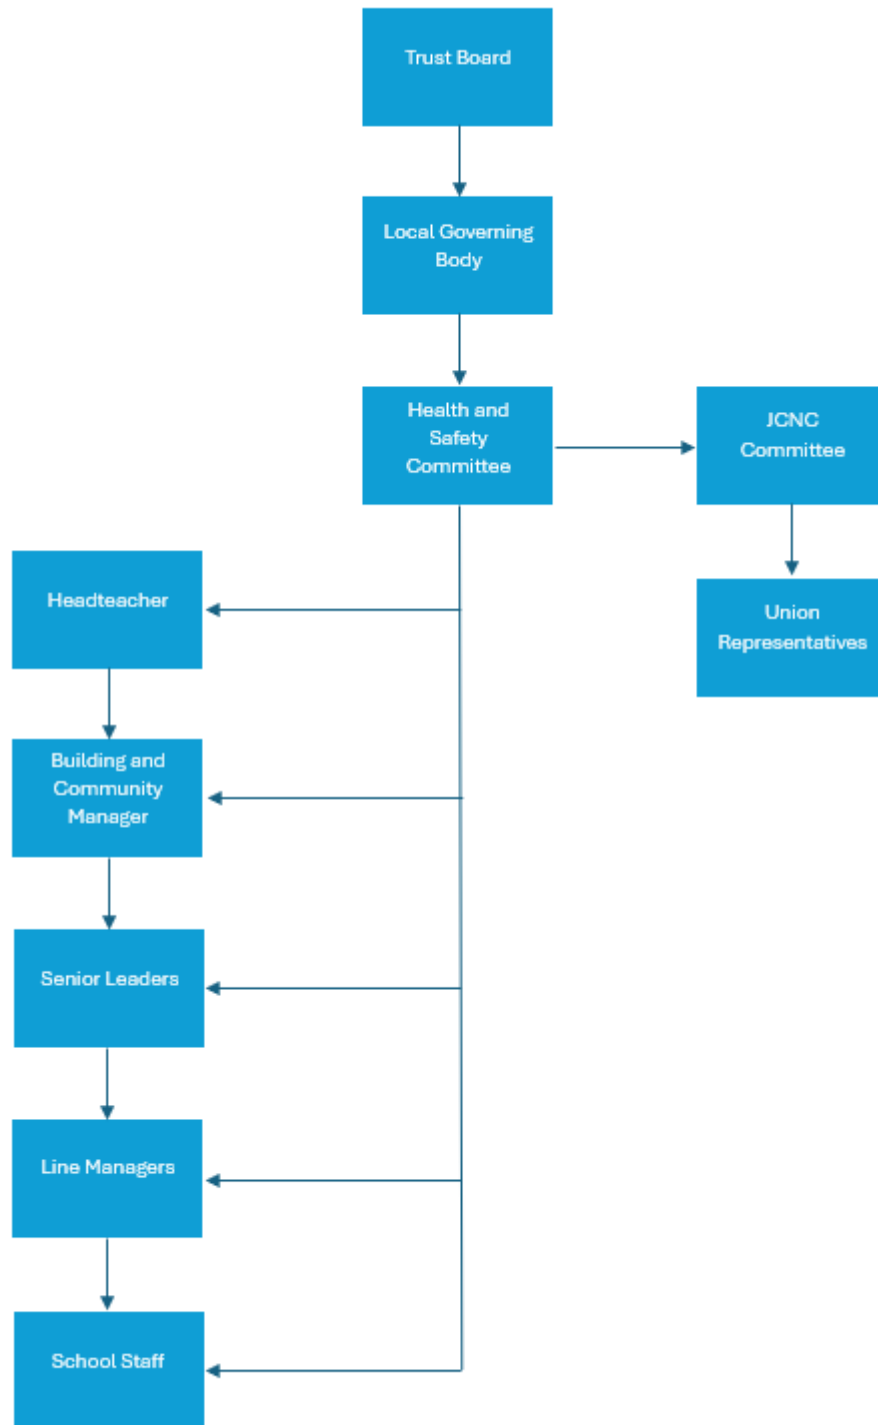 Trust Board
Local Governing
Body
Health and
Safety
Committee
JCNC
Committee
Union
Representatives
Headteacher
Building and
Community
Manager
Senior Leaders
Line Managers
School Staff